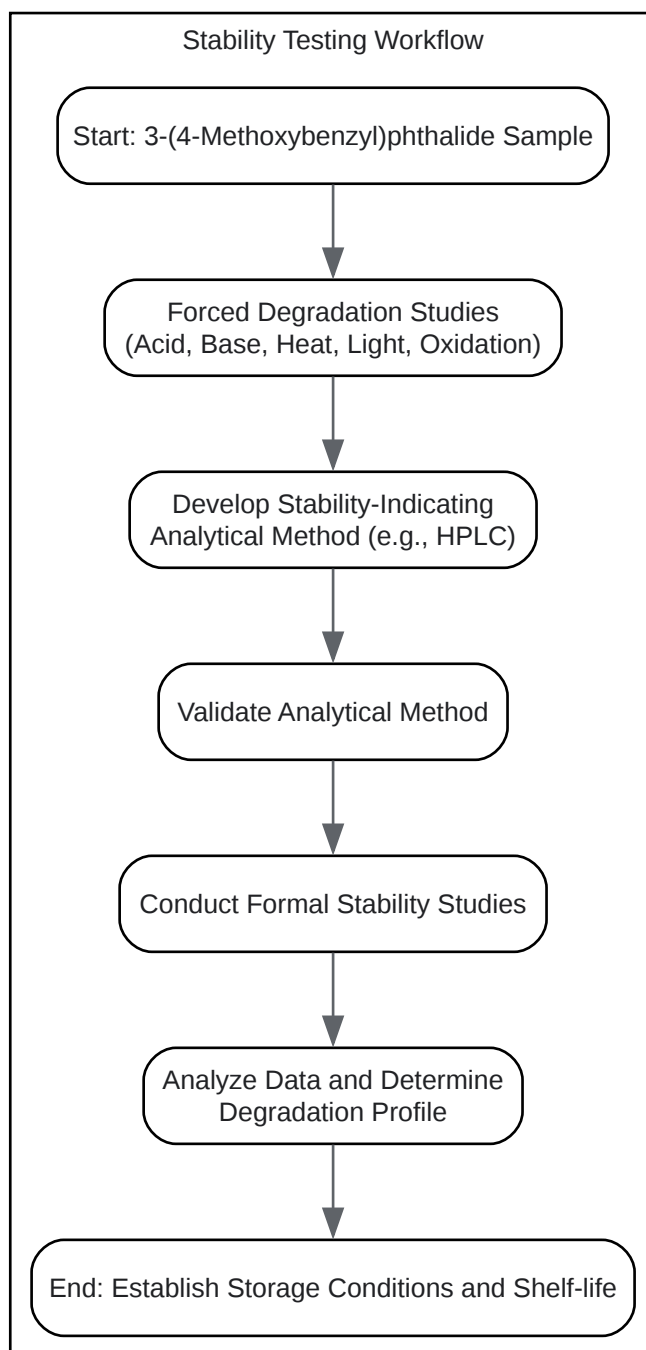 Stability Testing Workflow
Start: 3-(4-Methoxybenzyl)phthalide Sample
Forced Degradation Studies
(Acid, Base, Heat, Light, Oxidation)
Develop Stability-Indicating
Analytical Method (e.g., HPLC)
Validate Analytical Method
Conduct Formal Stability Studies
Analyze Data and Determine
Degradation Profile
End: Establish Storage Conditions and Shelf-life